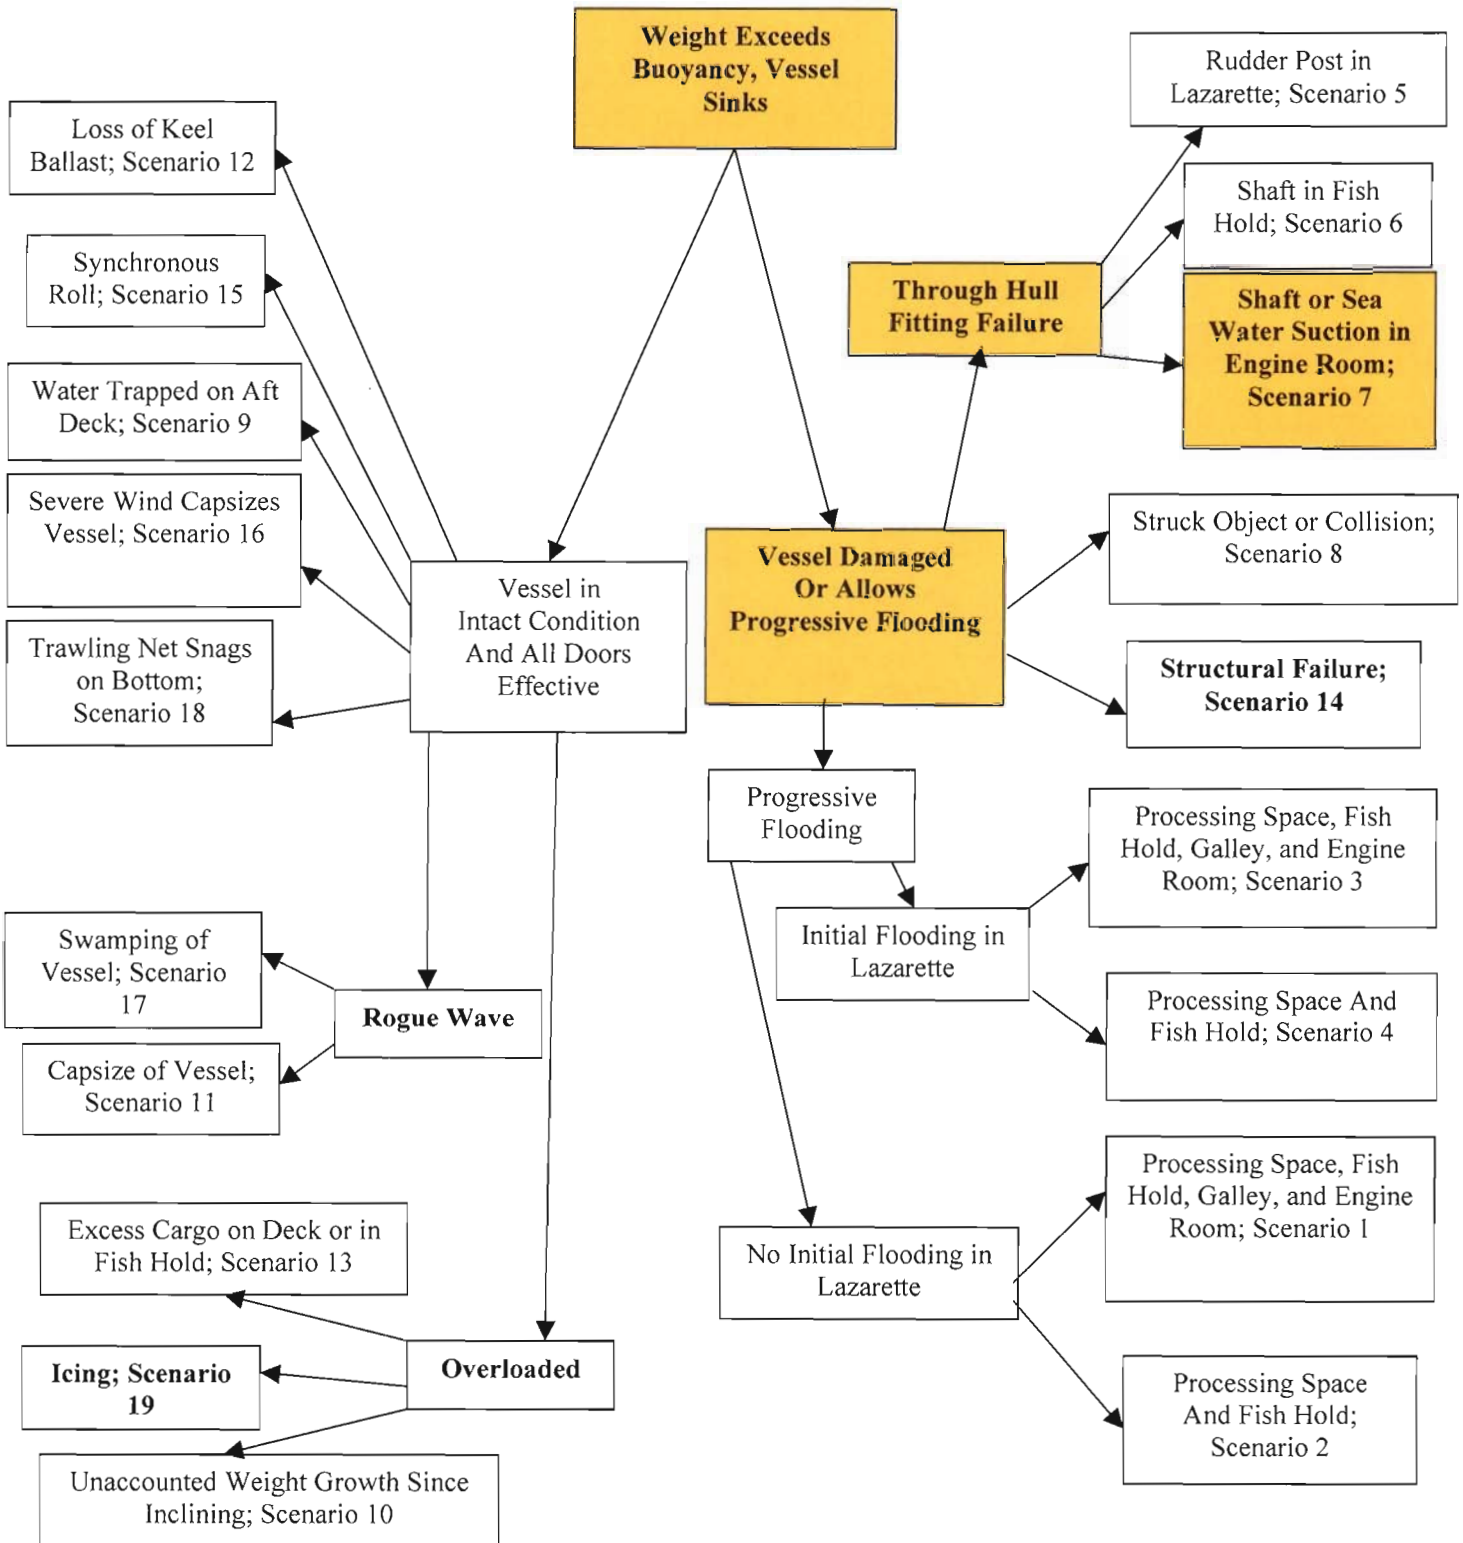 Weight Exceeds
Buoyancy, Vessel
Sinks
Rudder Post in
Lazarette; Scenario 5
Loss of Keel
Ballast; Scenario 12
Shaft in Fish
Hold; Scenario 6
Synchronous
Roll; Scenario 15
Through Hull
Fitting Failure
Shaft or Sea
Water Suction in
Engine Room;
Scenario 7
Water Trapped on Aft
Deck; Scenario 9
Severe Wind Capsizes
Vessel; Scenario 16
Struck Object or Collision;
Scenario 8
Vessel in
Intact Condition
And All Doors
Effective
Vessel Damaged
Or Allows
Progressive Flooding
Trawling Net Snags
on Bottom;
Scenario 18
Structural Failure;
Scenario 14
Progressive
Flooding
Processing Space, Fish
Hold, Galley, and Engine
Room; Scenario 3
Initial Flooding in
Lazarette
Swamping of
Vessel; Scenario
17
Rogue Wave
Processing Space And
Fish Hold; Scenario 4
Capsize of Vessel;
Scenario 11
Processing Space, Fish
Hold, Galley, and Engine
Room; Scenario 1
Excess Cargo on Deck or in
Fish Hold; Scenario 13
No Initial Flooding in
Lazarette
Icing; Scenario
19
Overloaded
Processing Space
And Fish Hold;
Scenario 2
Unaccounted Weight Growth Since
Inclining; Scenario 10